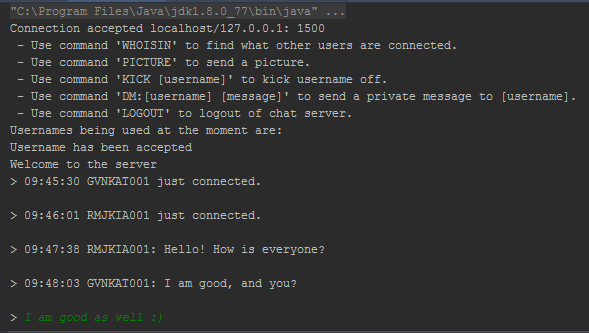 "C:\Program Files\Java\jdk1.8.0_77\bin\java" ...
Connection accepted localhost/127.0.0.1: 1500
- Use command 'WHOISIN' to find what other users are connected.
- Use command 'PICTURE' to send a picture.
- Use command 'KICK [username]' to kick username off.
- Use command 'DM:[username] [message]' to send a private message to [username].
- Use command 'LOGOUT' to logout of chat server.
Usernames being used at the moment are:
Username has been accepted
Welcome to the server
> 09:45:30 GVNKAT001 just connected.
> 09:46:01 RMJKIA001 just connected.
> 09:47:38 RMJKIA001: Hello! How is everyone?
> 09:48:03 GVNKAT001: I am good, and you?
> I am good as well :)